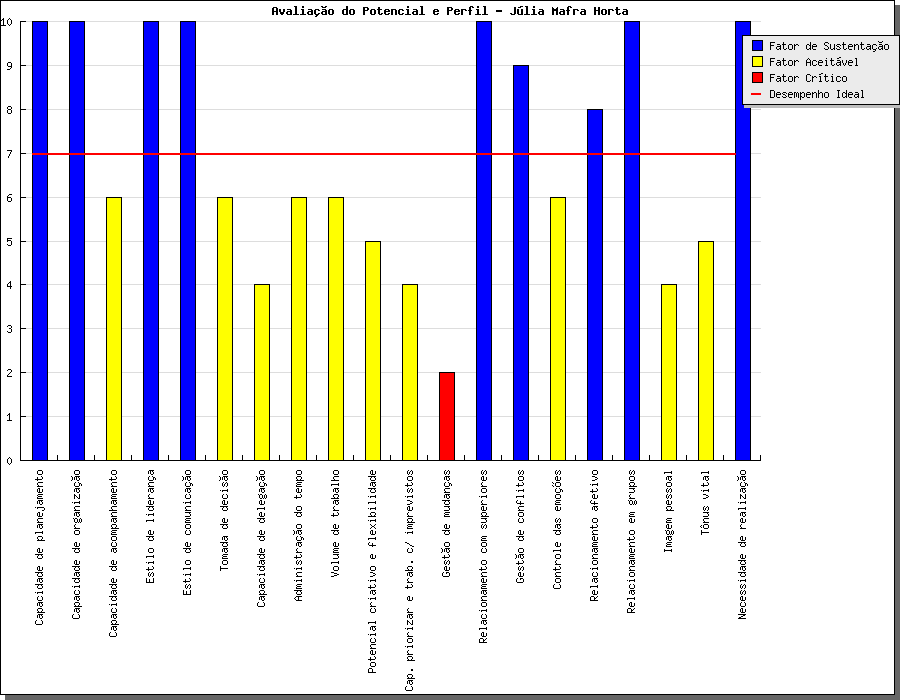 Avaliação do Potencial e Perfil - Júlia Mafra Horta
Fator de Sustentação
Fator Aceitável
Fator Crítico
Desempenho Ideal
10
9
8
7
6
5
4
3
2
1
0
Capacidade de planejamento
Capacidade de organização
Capacidade de acompanhamento
Estilo de liderança
Estilo de comunicação
Tomada de decisão
Capacidade de delegação
Administração do tempo
Volume de trabalho
Potencial criativo e flexibilidade
Cap. priorizar e trab. c/ imprevistos
Gestão de mudanças
Relacionamento com superiores
Gestão de conflitos
Controle das emoções
Relacionamento afetivo
Relacionamento em grupos
Imagem pessoal
Tônus vital
Necessidade de realização